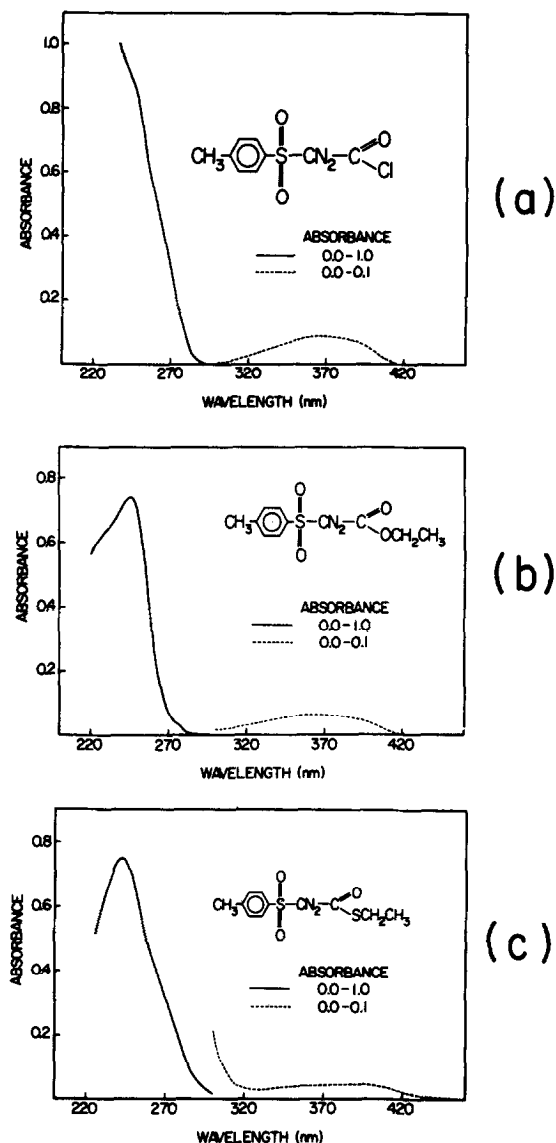 ABSORBANCE
1.0
0.8
0.6
0.4
0.2
O
CH3 S CN2 C O
Cl
O
ABSORBANCE
0.0-1.0
0.0-0.1
220 270 320 370 420
WAVELENGTH (nm)
(a)
ABSORBANCE
0.8
0.6
0.4
0.2
O
CH3 S CN2 C O
OCH2CH3
O
ABSORBANCE
0.0-1.0
0.0-0.1
220 270 320 370 420
WAVELENGTH (nm)
(b)
ABSORBANCE
0.8
0.6
0.4
0.2
O
CH3 S CN2 C O
SCH2CH3
O
ABSORBANCE
0.0-1.0
0.0-0.1
220 270 320 370 420
WAVELENGTH (nm)
(c)